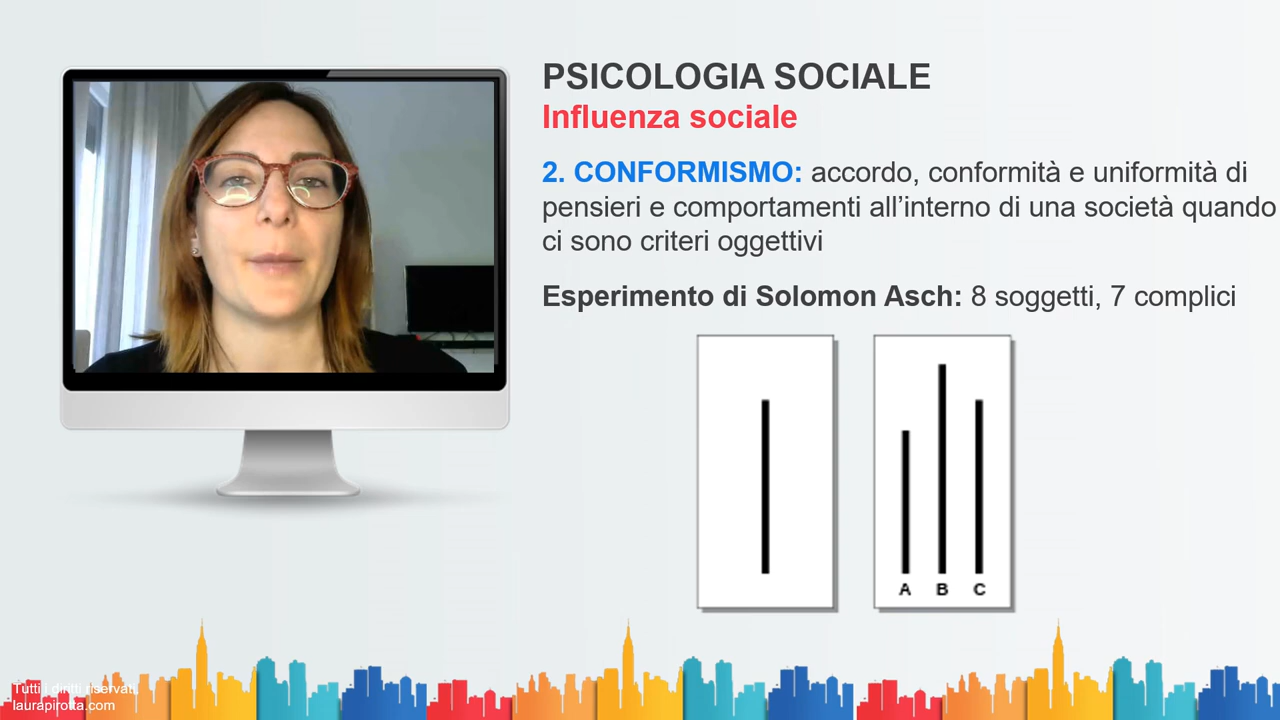 PSICOLOGIA SOCIALE
Influenza sociale
2. CONFORMISMO: accordo, conformità e uniformità di
pensieri e comportamenti all’interno di una società quando
ci sono criteri oggettivi
Esperimento di Solomon Asch: 8 soggetti, 7 complici
A B C
Tutti i diritti riservati
laurapirotta.com